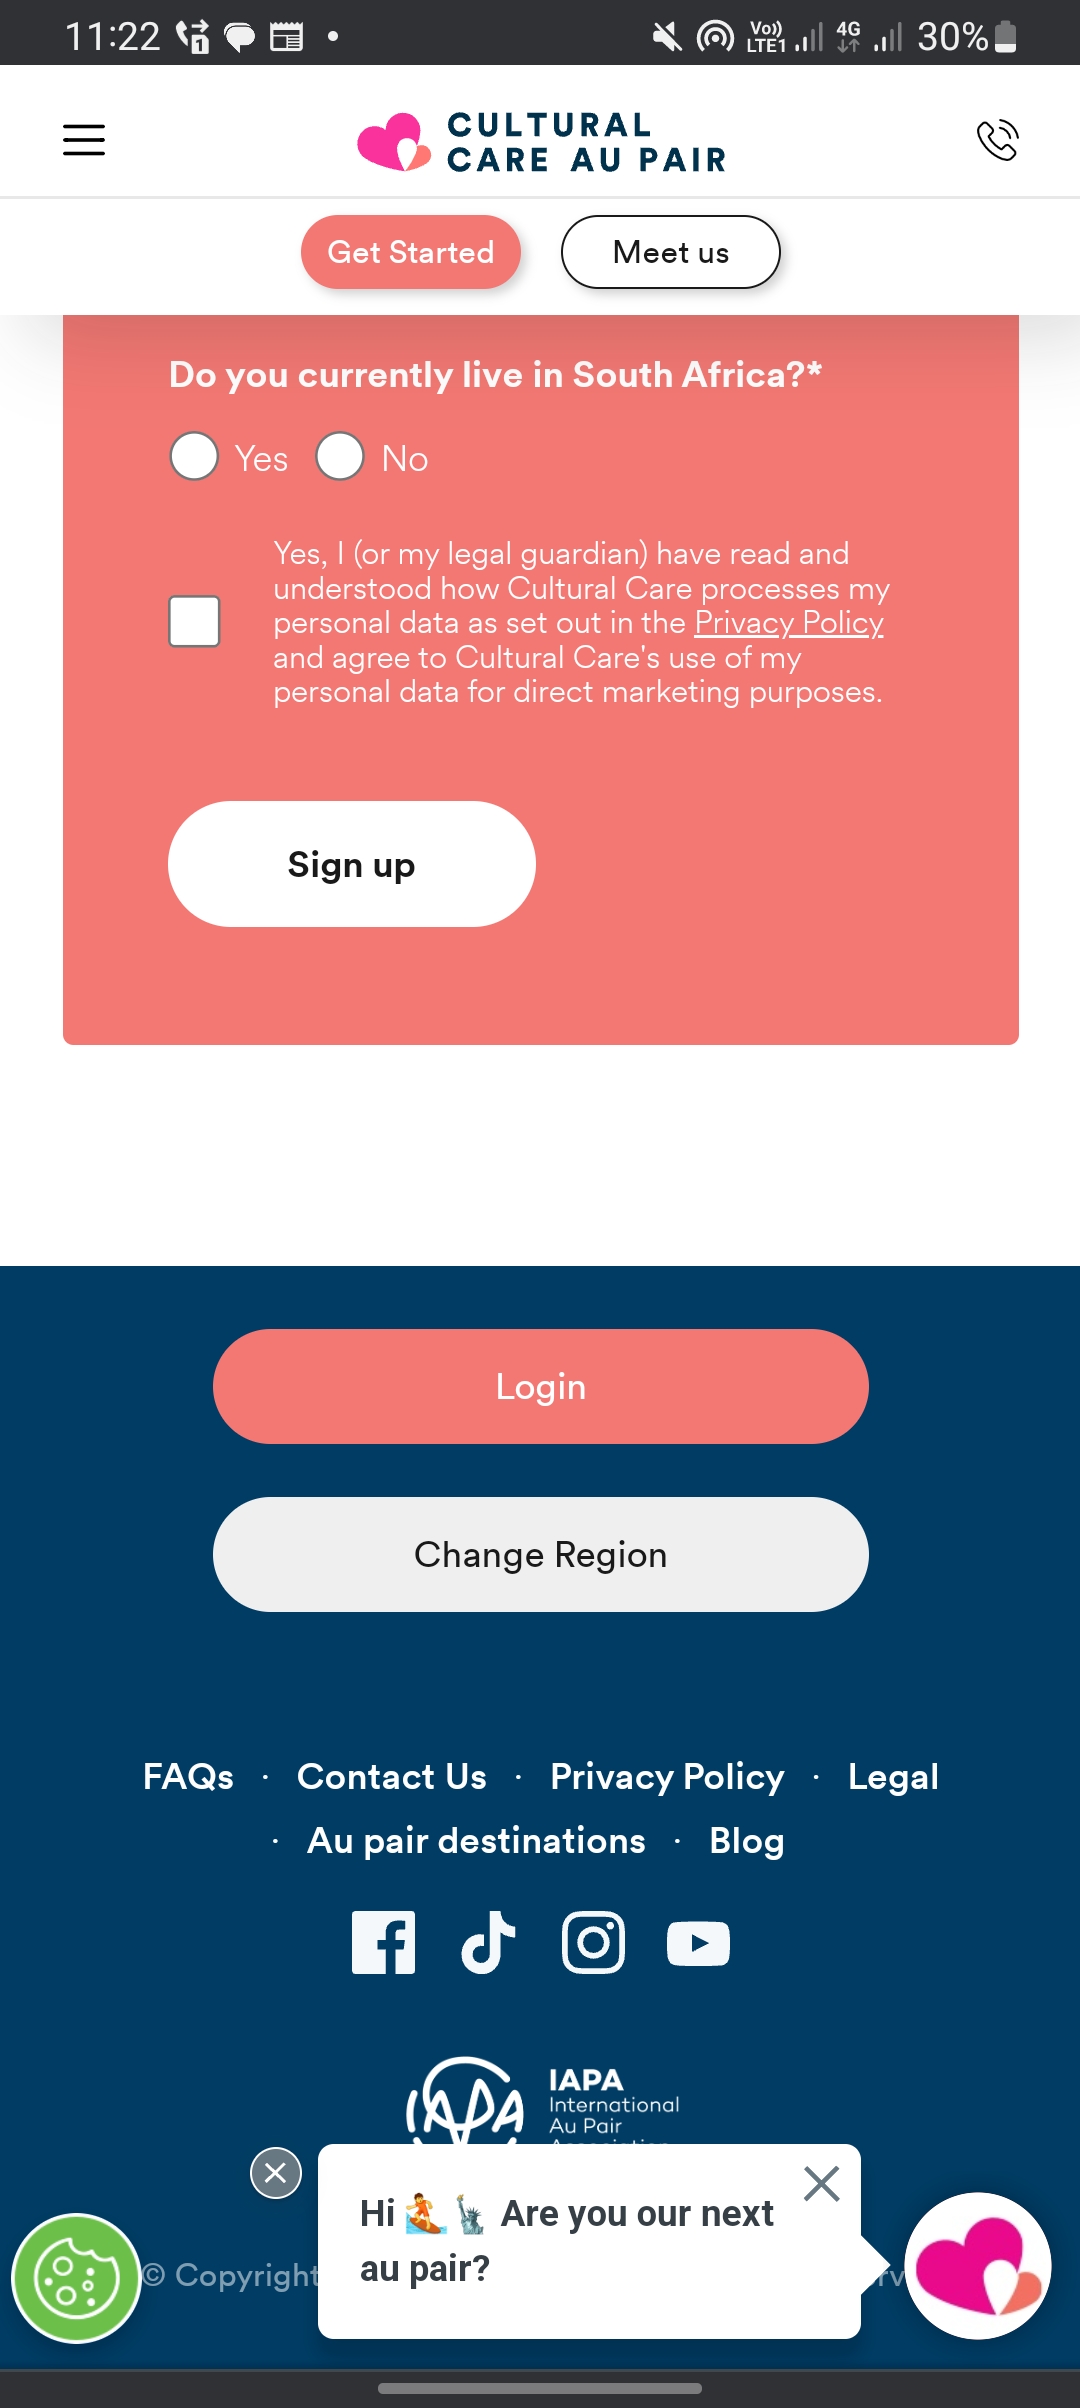 11:22
Vo)) LTE1 4G 30%
CULTURAL
CARE AU PAIR
Get Started Meet us
Do you currently live in South Africa?*
Yes No
Yes, I (or my legal guardian) have read and
understood how Cultural Care processes my
personal data as set out in the Privacy Policy
and agree to Cultural Care's use of my
personal data for direct marketing purposes.
Sign up
Login
Change Region
FAQs · Contact Us · Privacy Policy · Legal
· Au pair destinations · Blog
IAPA
International
Au Pair
Hi Are you our next
au pair?
© Copyright